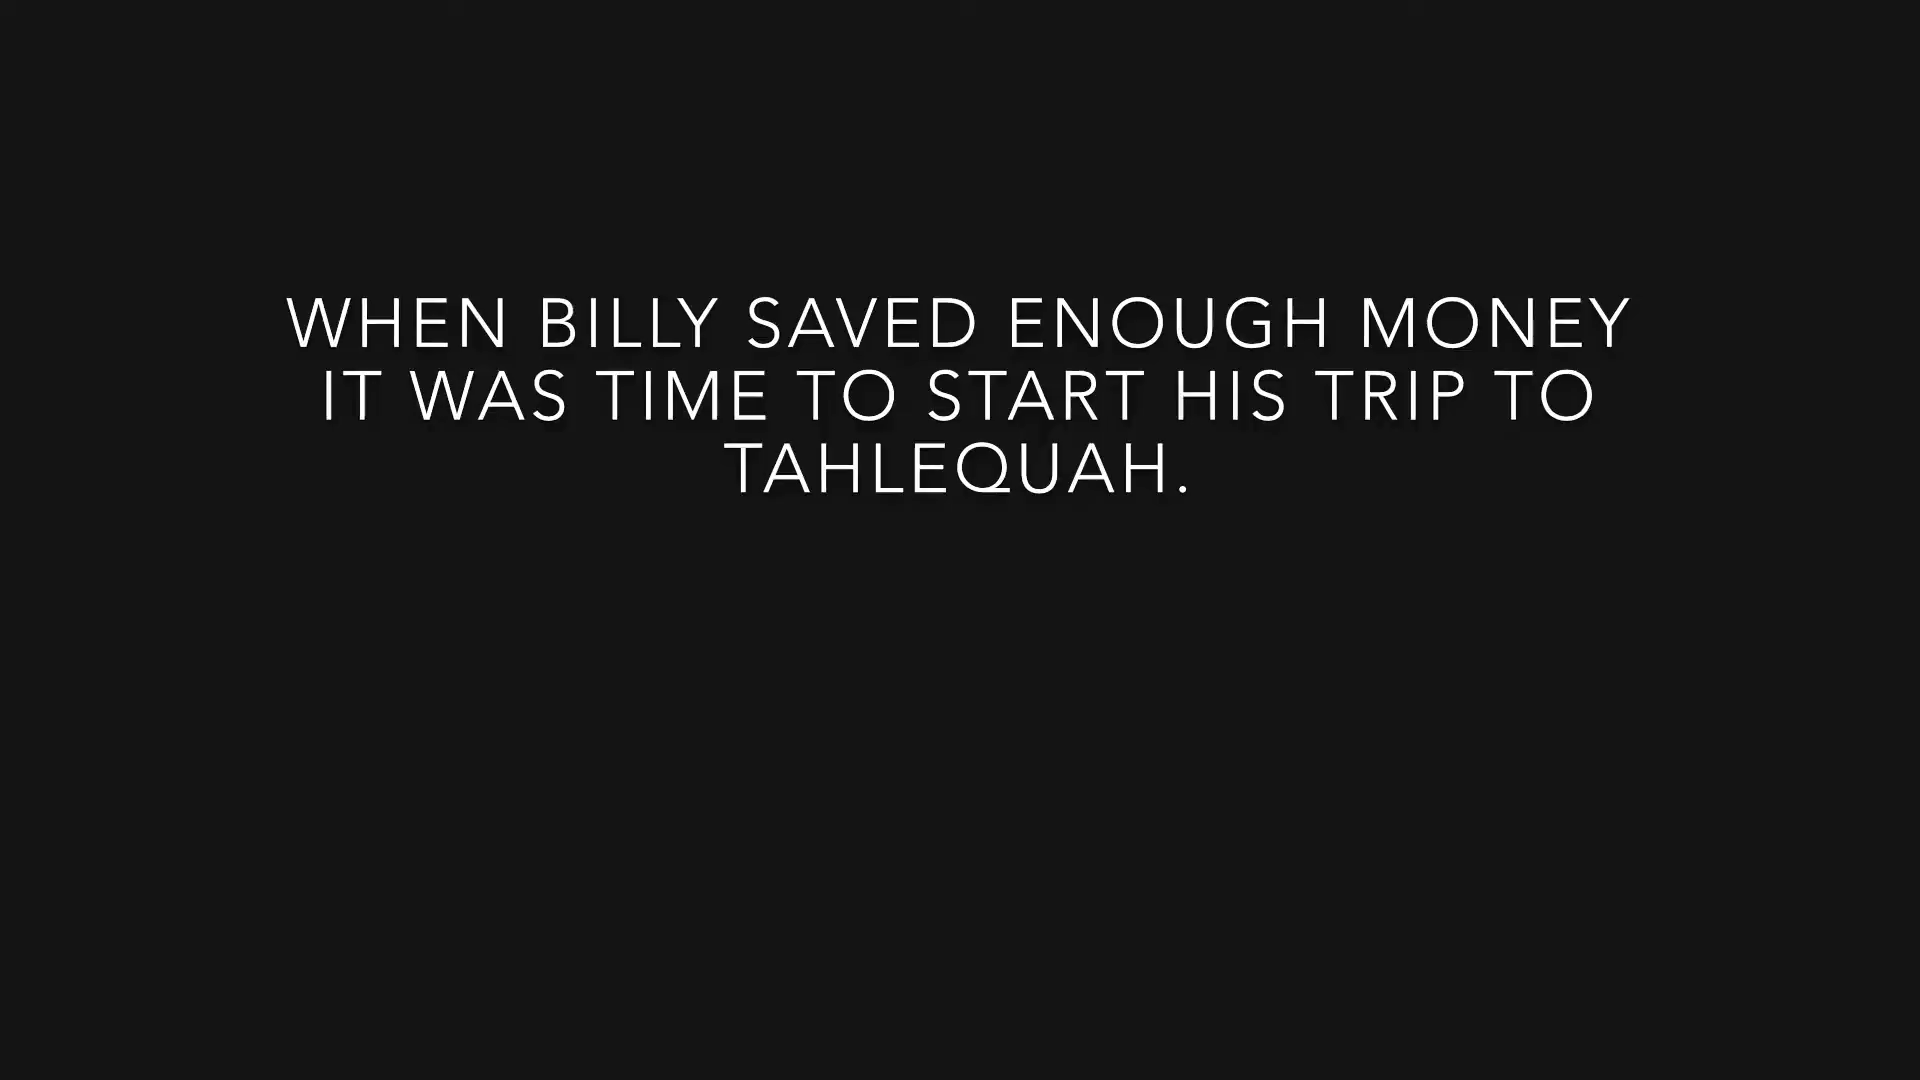 WHEN BILLY SAVED ENOUGH MONEY
IT WAS TIME TO START HIS TRIP TO
TAHLEQUAH.